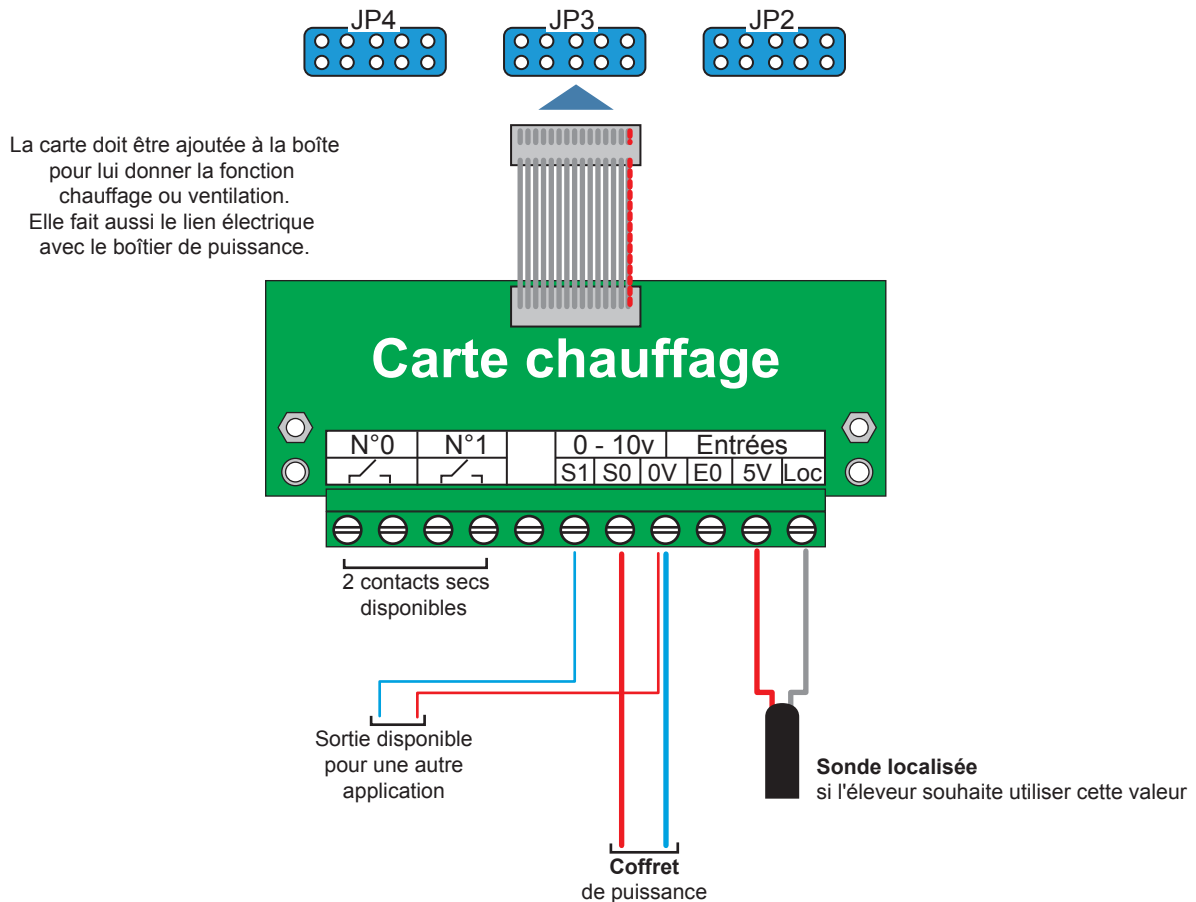 JP4 JP3 JP2
La carte doit être ajoutée à la boîte
pour lui donner la fonction
chauffage ou ventilation.
Elle fait aussi le lien électrique
avec le boîtier de puissance.
Carte chauffage
N°0 N°1 0 - 10v Entrées
S1 S0 0V E0 5V Loc
2 contacts secs
disponibles
Sortie disponible
pour une autre
application
Sonde localisée
si l'éleveur souhaite utiliser cette valeur
Coffret
de puissance